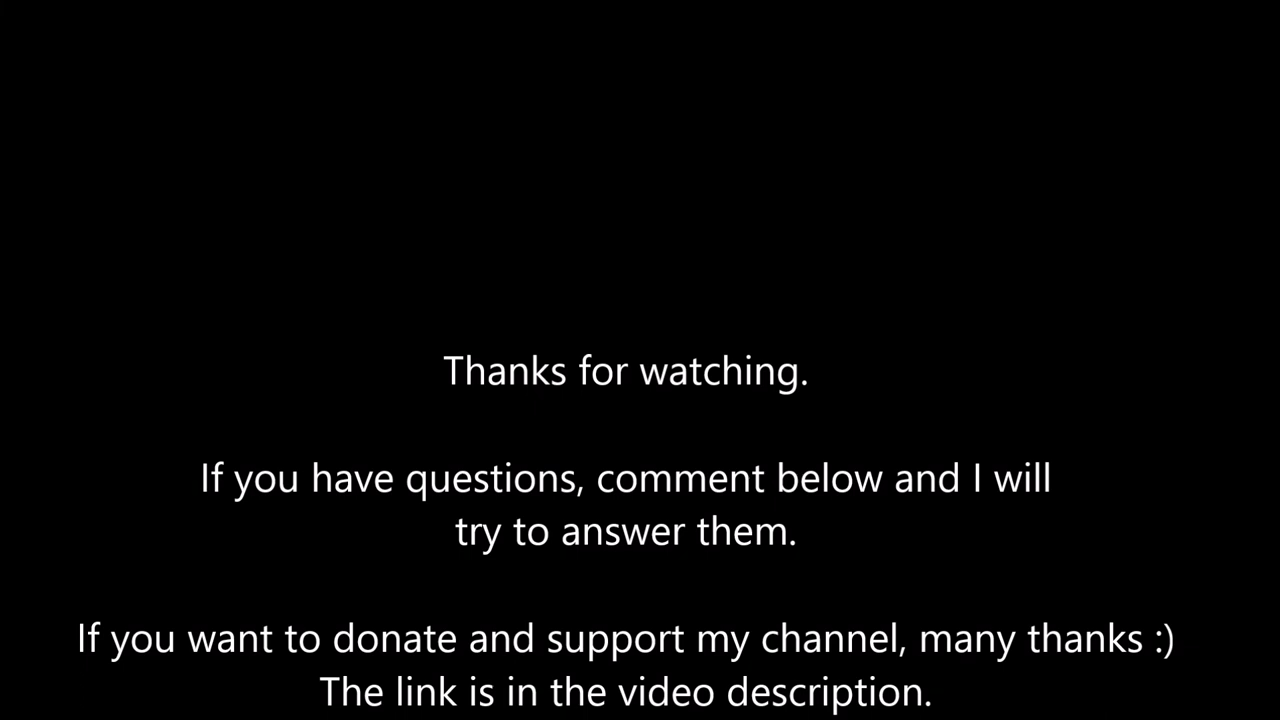 Thanks for watching.
If you have questions, comment below and I will
try to answer them.
If you want to donate and support my channel, many thanks :)
The link is in the video description.